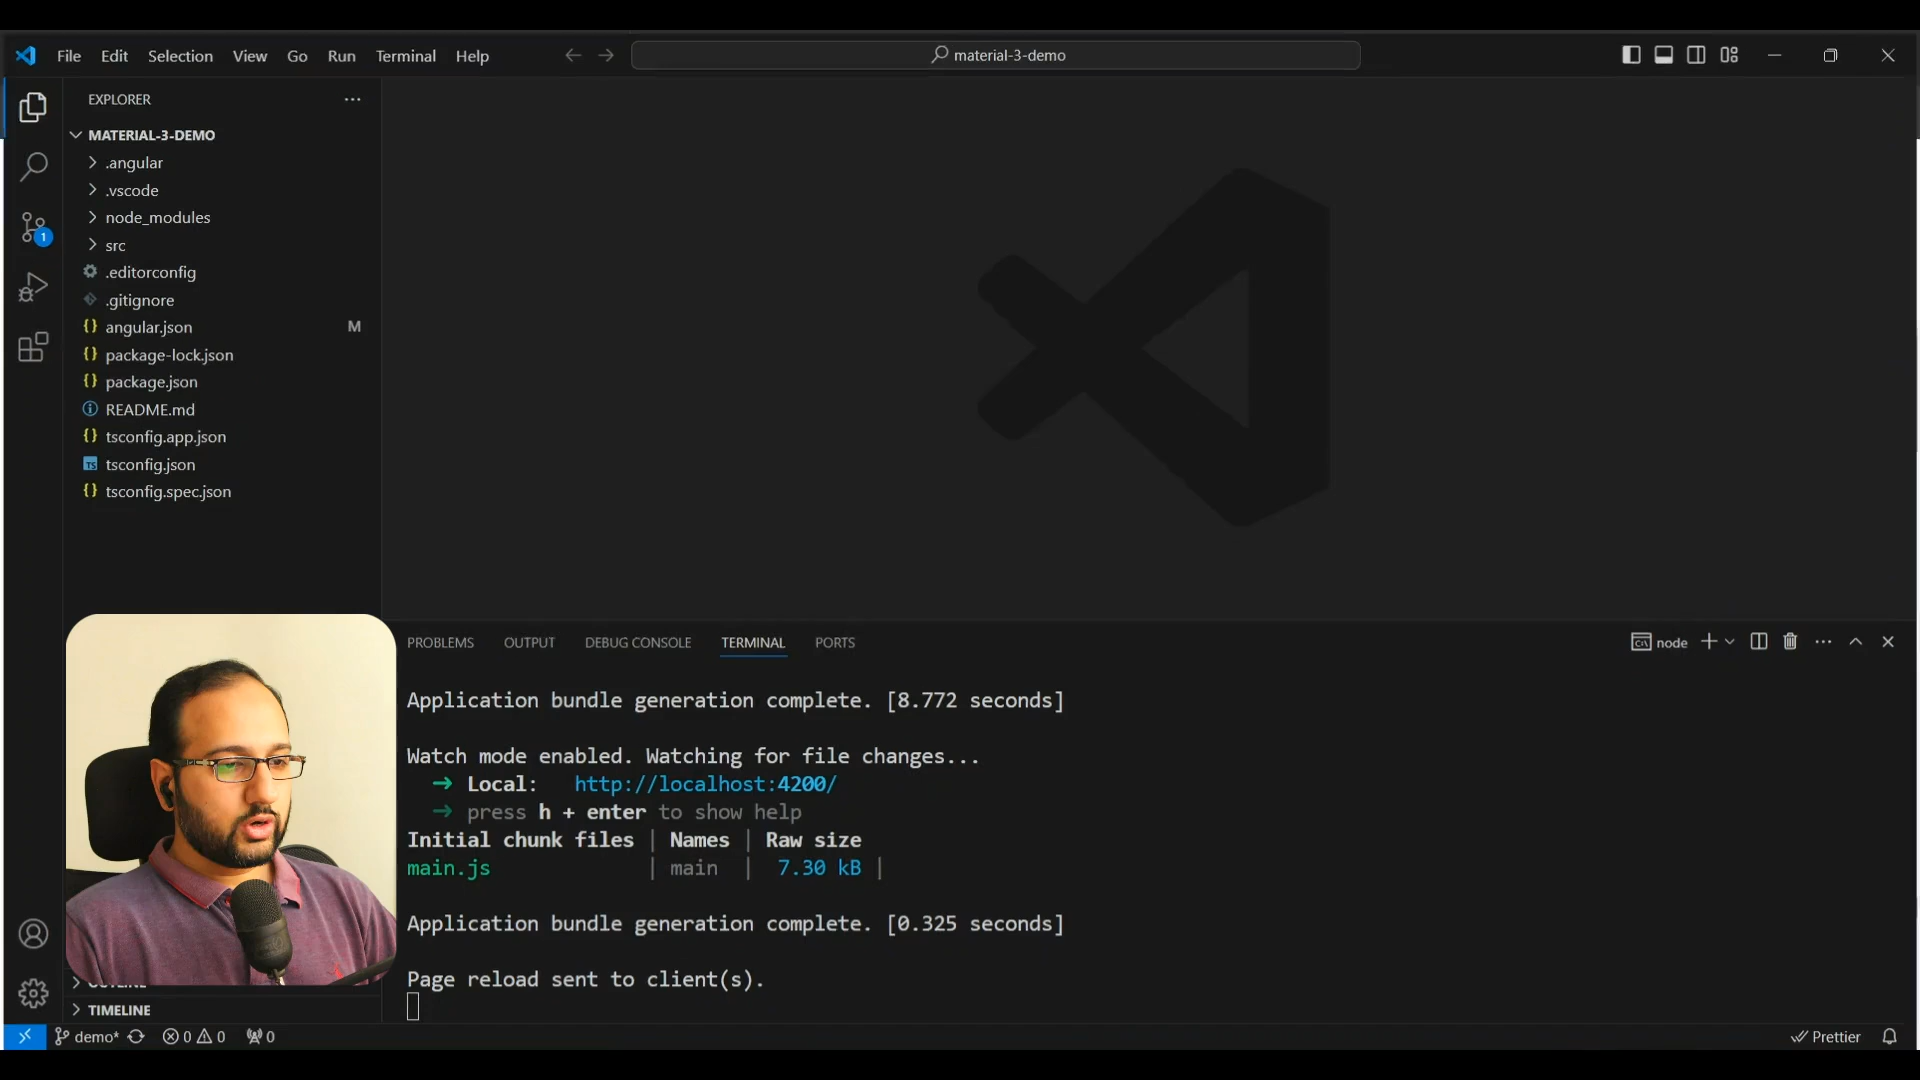 File Edit Selection View Go Run Terminal Help
material-3-demo
EXPLORER
MATERIAL-3-DEMO
.angular
.vscode
node_modules
src
.editorconfig
.gitignore
angular.json M
package-lock.json
package.json
README.md
tsconfig.app.json
TS tsconfig.json
tsconfig.spec.json
1
PROBLEMS OUTPUT DEBUG CONSOLE TERMINAL PORTS
node
Application bundle generation complete. [8.772 seconds]
Watch mode enabled. Watching for file changes...
➜ Local: http://localhost:4200/
➜ press h + enter to show help
Initial chunk files | Names | Raw size
main.js | main | 7.30 kB |
Application bundle generation complete. [0.325 seconds]
Page reload sent to client(s).
TIMELINE
demo* 0 0 0
Prettier